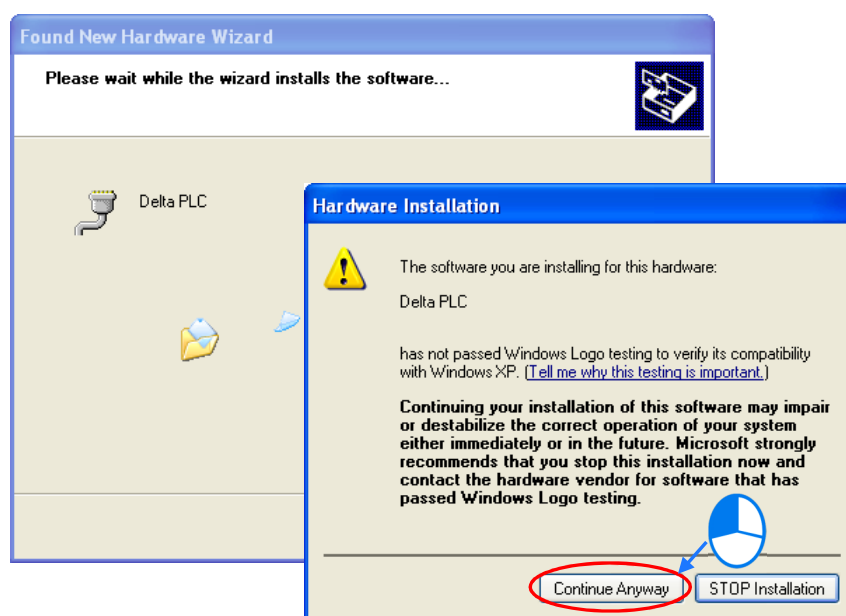 Found New Hardware Wizard
Please wait while the wizard installs the software...
Delta PLC
Hardware Installation
The software you are installing for this hardware:
Delta PLC
has not passed Windows Logo testing to verify its compatibility
with Windows XP. (Tell me why this testing is important.)
Continuing your installation of this software may impair
or destabilize the correct operation of your system
either immediately or in the future. Microsoft strongly
recommends that you stop this installation now and
contact the hardware vendor for software that has
passed Windows Logo testing.
Continue Anyway
STOP Installation